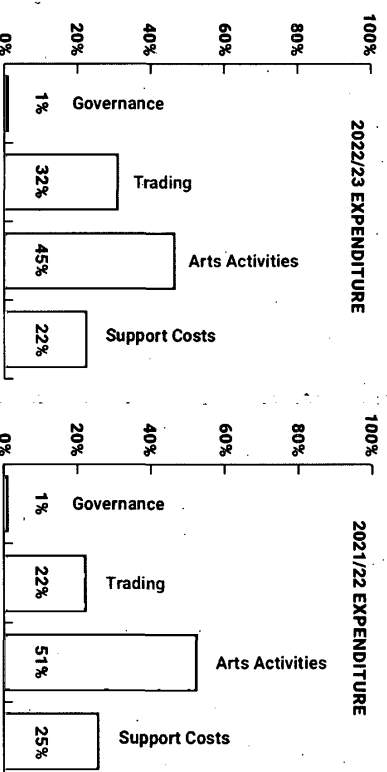 2022/23 EXPENDITURE
100%
80%
60%
40%
20%
0%
Governance
1%
Trading
32%
Arts Activities
45%
Support Costs
22%
2021/22 EXPENDITURE
100%
80%
60%
40%
20%
0%
Governance
1%
Trading
22%
Arts Activities
51%
Support Costs
25%